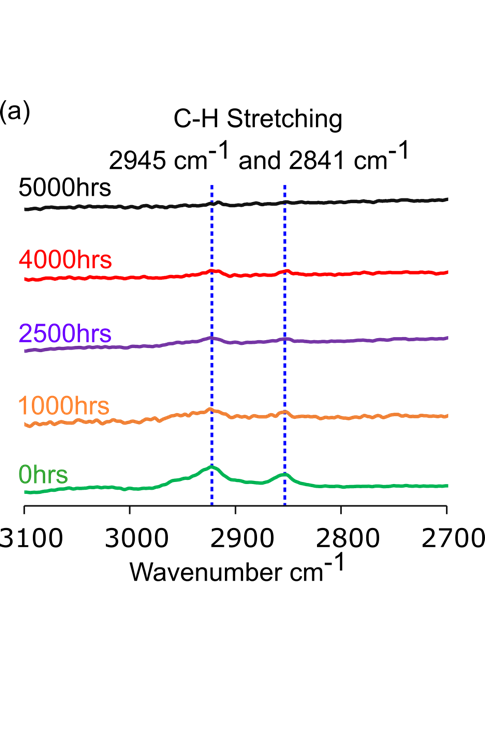 (a)
C-H Stretching
2945 cm-1 and 2841 cm-1
5000hrs
4000hrs
2500hrs
1000hrs
0hrs
3100 3000 2900 2800 2700
Wavenumber cm-1